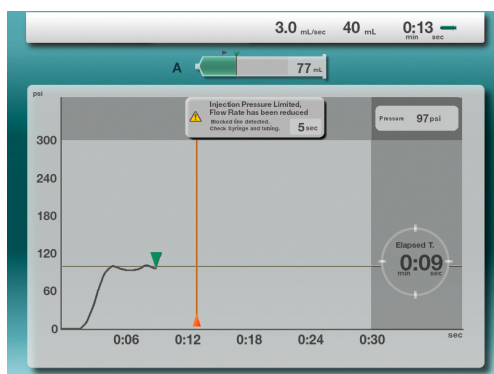 3.0 mL/sec 40 mL 0:13
min sec
A 77 mL
psi
Injection Pressure Limited,
Flow Rate has been reduced
Blocked line detected.
Check Syringe and tubing. 5 sec
Pressure 97 psi
300
240
180
120
60
0
Elapsed T.
0:09
min sec
0:06 0:12 0:18 0:24 0:30 sec